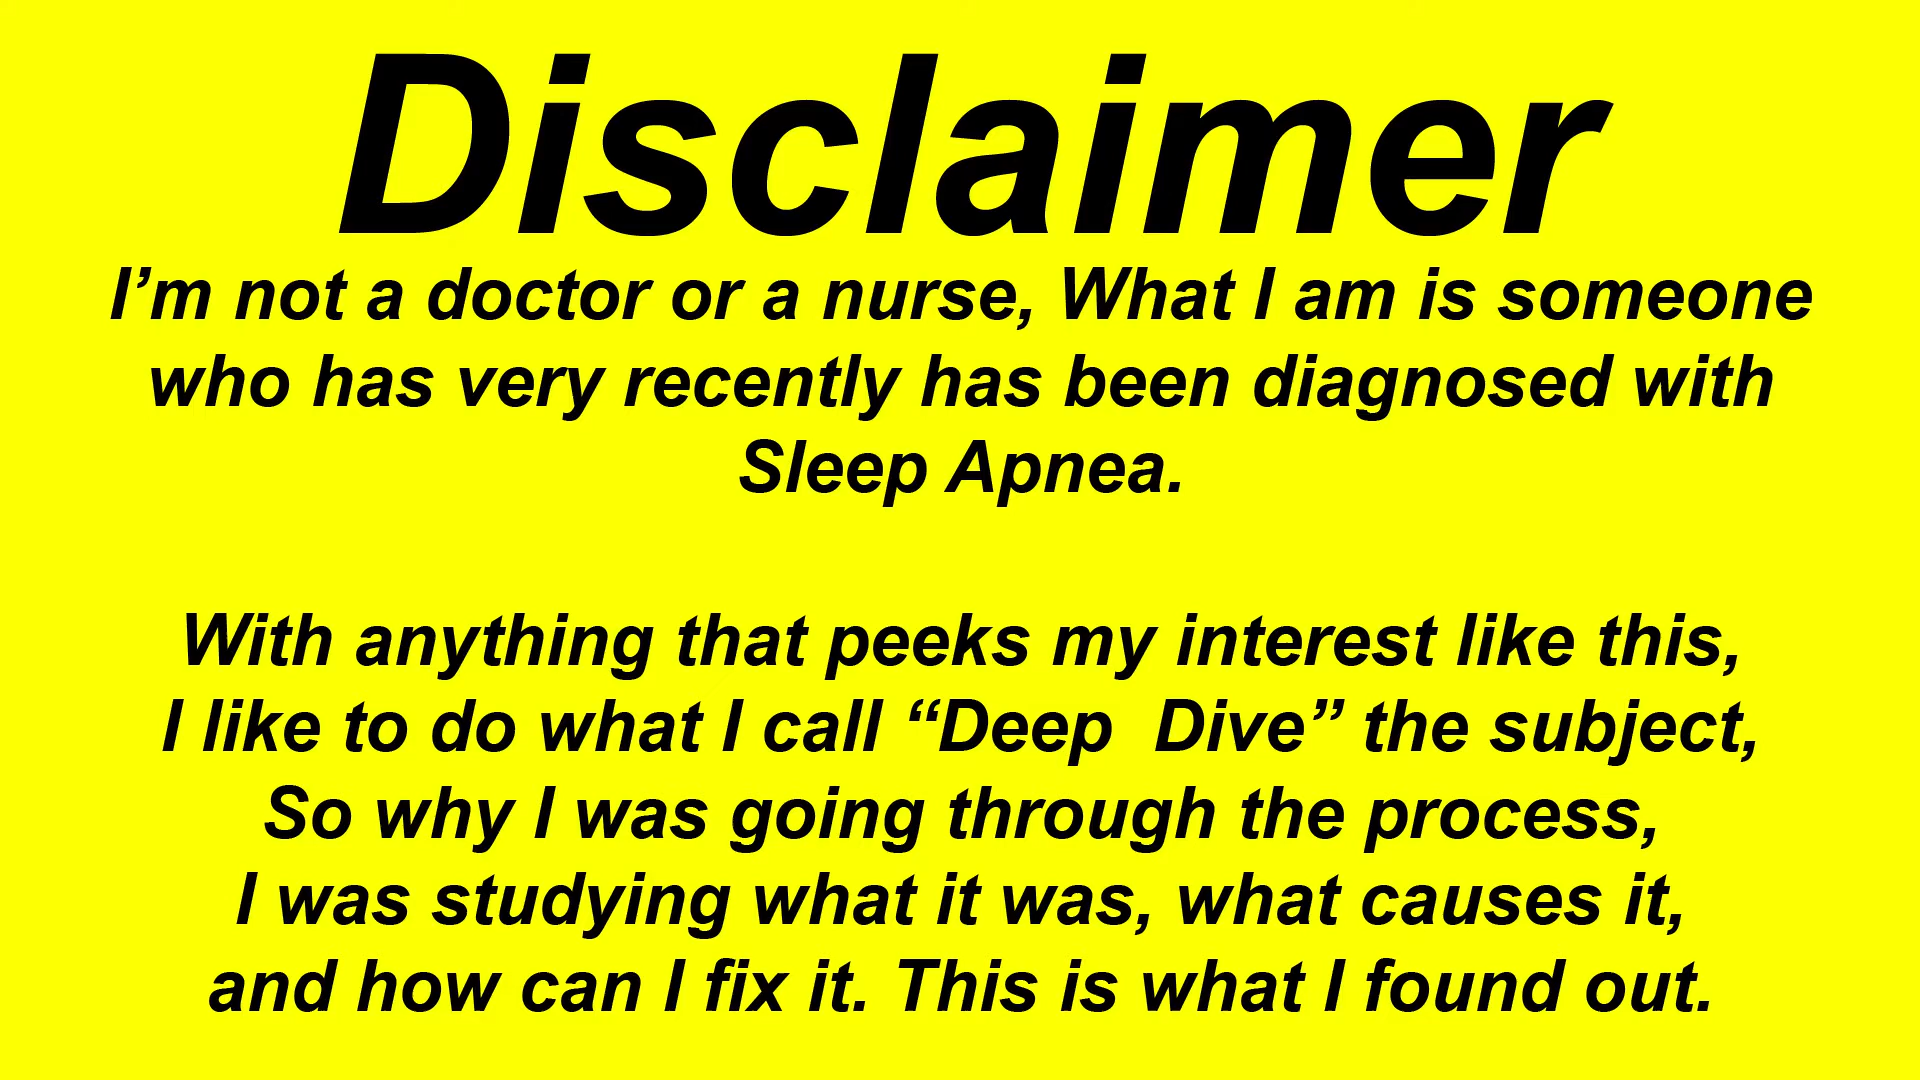 Disclaimer
I’m not a doctor or a nurse, What I am is someone
who has very recently has been diagnosed with
Sleep Apnea.
With anything that peeks my interest like this,
I like to do what I call “Deep  Dive” the subject,
So why I was going through the process,
I was studying what it was, what causes it,
and how can I fix it. This is what I found out.